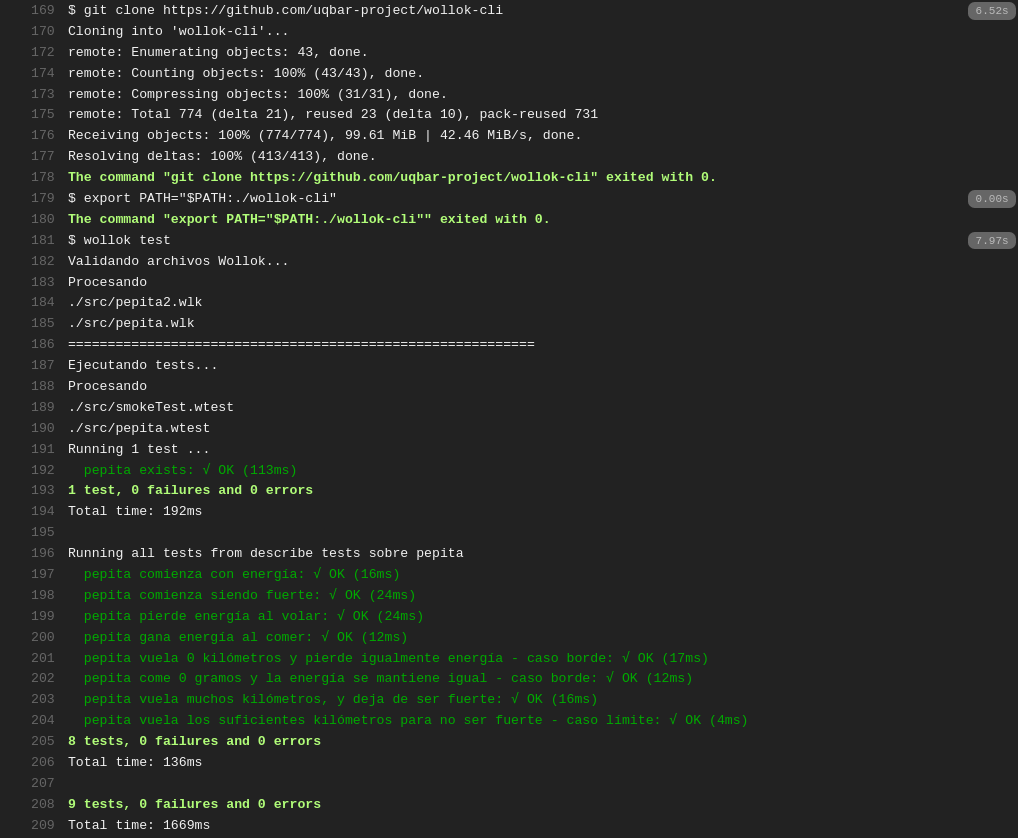 169 $ git clone https://github.com/uqbar-project/wollok-cli 6.52s
170 Cloning into 'wollok-cli'...
172 remote: Enumerating objects: 43, done.
174 remote: Counting objects: 100% (43/43), done.
173 remote: Compressing objects: 100% (31/31), done.
175 remote: Total 774 (delta 21), reused 23 (delta 10), pack-reused 731
176 Receiving objects: 100% (774/774), 99.61 MiB | 42.46 MiB/s, done.
177 Resolving deltas: 100% (413/413), done.
178 The command "git clone https://github.com/uqbar-project/wollok-cli" exited with 0.
179 $ export PATH="$PATH:./wollok-cli" 0.00s
180 The command "export PATH="$PATH:./wollok-cli"" exited with 0.
181 $ wollok test 7.97s
182 Validando archivos Wollok...
183 Procesando
184 ./src/pepita2.wlk
185 ./src/pepita.wlk
186 ===========================================================
187 Ejecutando tests...
188 Procesando
189 ./src/smokeTest.wtest
190 ./src/pepita.wtest
191 Running 1 test ...
192 pepita exists: √ OK (113ms)
193 1 test, 0 failures and 0 errors
194 Total time: 192ms
195
196 Running all tests from describe tests sobre pepita
197 pepita comienza con energía: √ OK (16ms)
198 pepita comienza siendo fuerte: √ OK (24ms)
199 pepita pierde energía al volar: √ OK (24ms)
200 pepita gana energía al comer: √ OK (12ms)
201 pepita vuela 0 kilómetros y pierde igualmente energía - caso borde: √ OK (17ms)
202 pepita come 0 gramos y la energía se mantiene igual - caso borde: √ OK (12ms)
203 pepita vuela muchos kilómetros, y deja de ser fuerte: √ OK (16ms)
204 pepita vuela los suficientes kilómetros para no ser fuerte - caso límite: √ OK (4ms)
205 8 tests, 0 failures and 0 errors
206 Total time: 136ms
207
208 9 tests, 0 failures and 0 errors
209 Total time: 1669ms